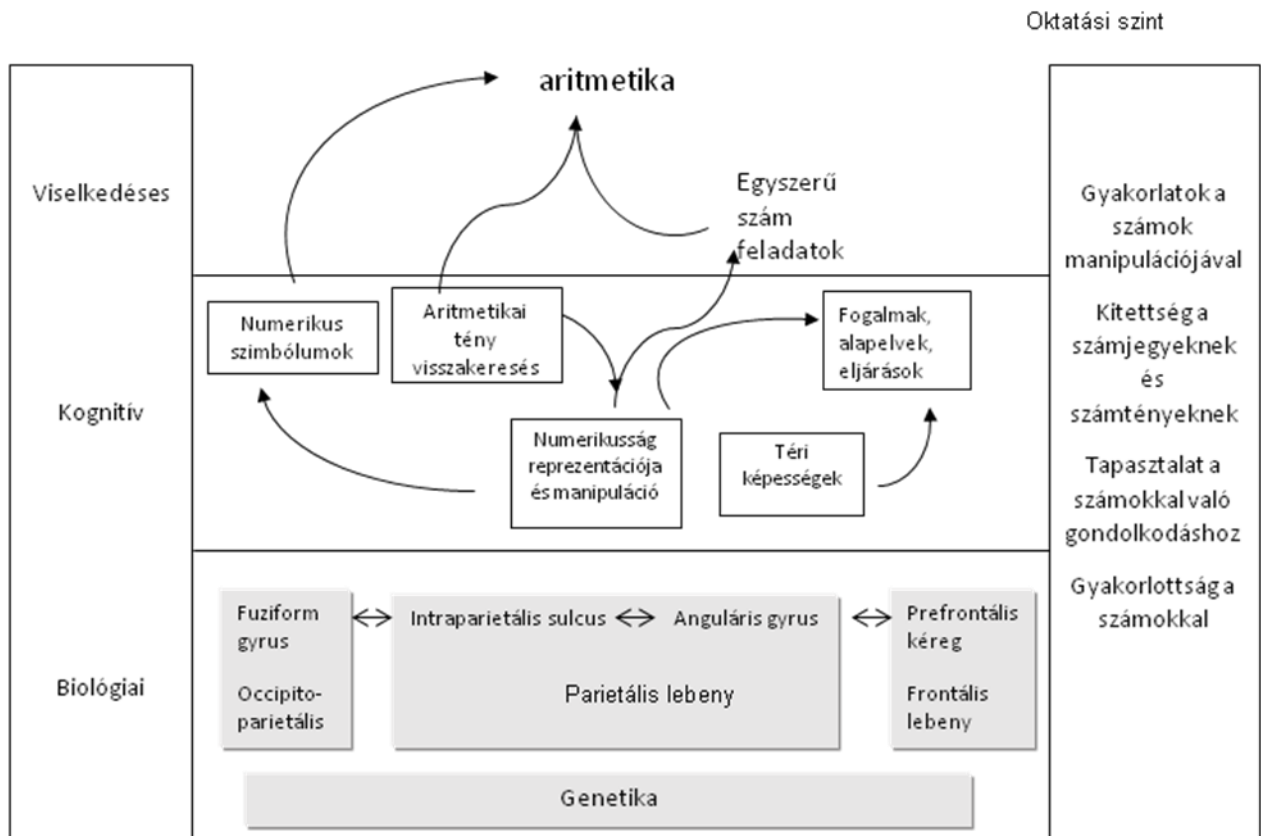 Oktatási szint
aritmetika
Viselkedéses
Egyszerű
szám
feladatok
Numerikus
szimbólumok
Aritmetikai
tény
visszakeresés
Fogalmak,
alapelvek,
eljárások
Kognitív
Numerikusság
reprezentációja
és manipuláció
Téri
képességek
Fuziform
gyrus
Occipito-
parietális
Intraparietális sulcus
Anguláris gyrus
Parietális lebeny
Prefrontális
kéreg
Frontális
lebeny
Biológiai
Genetika
Gyakorlatok a
számok
manipulációjával
Kitettség a
számjegyeknek
és
számtényeknek
Tapasztalat a
számokkal való
gondolkodáshoz
Gyakorlottság a
számokkal